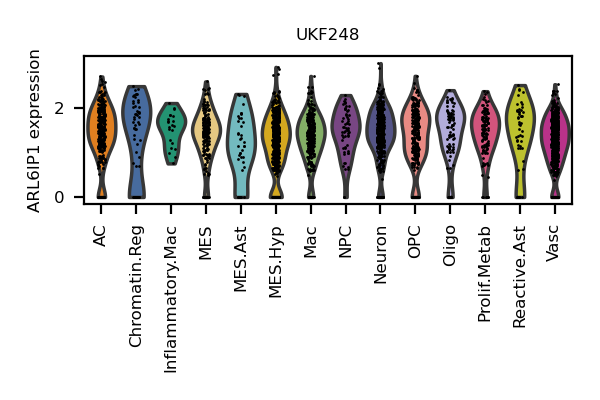 UKF248
ARL6IP1 expression
2
0
AC
Chromatin.Reg
Inflammatory.Mac
MES
MES.Ast
MES.Hyp
Mac
NPC
Neuron
OPC
Oligo
Prolif.Metab
Reactive.Ast
Vasc